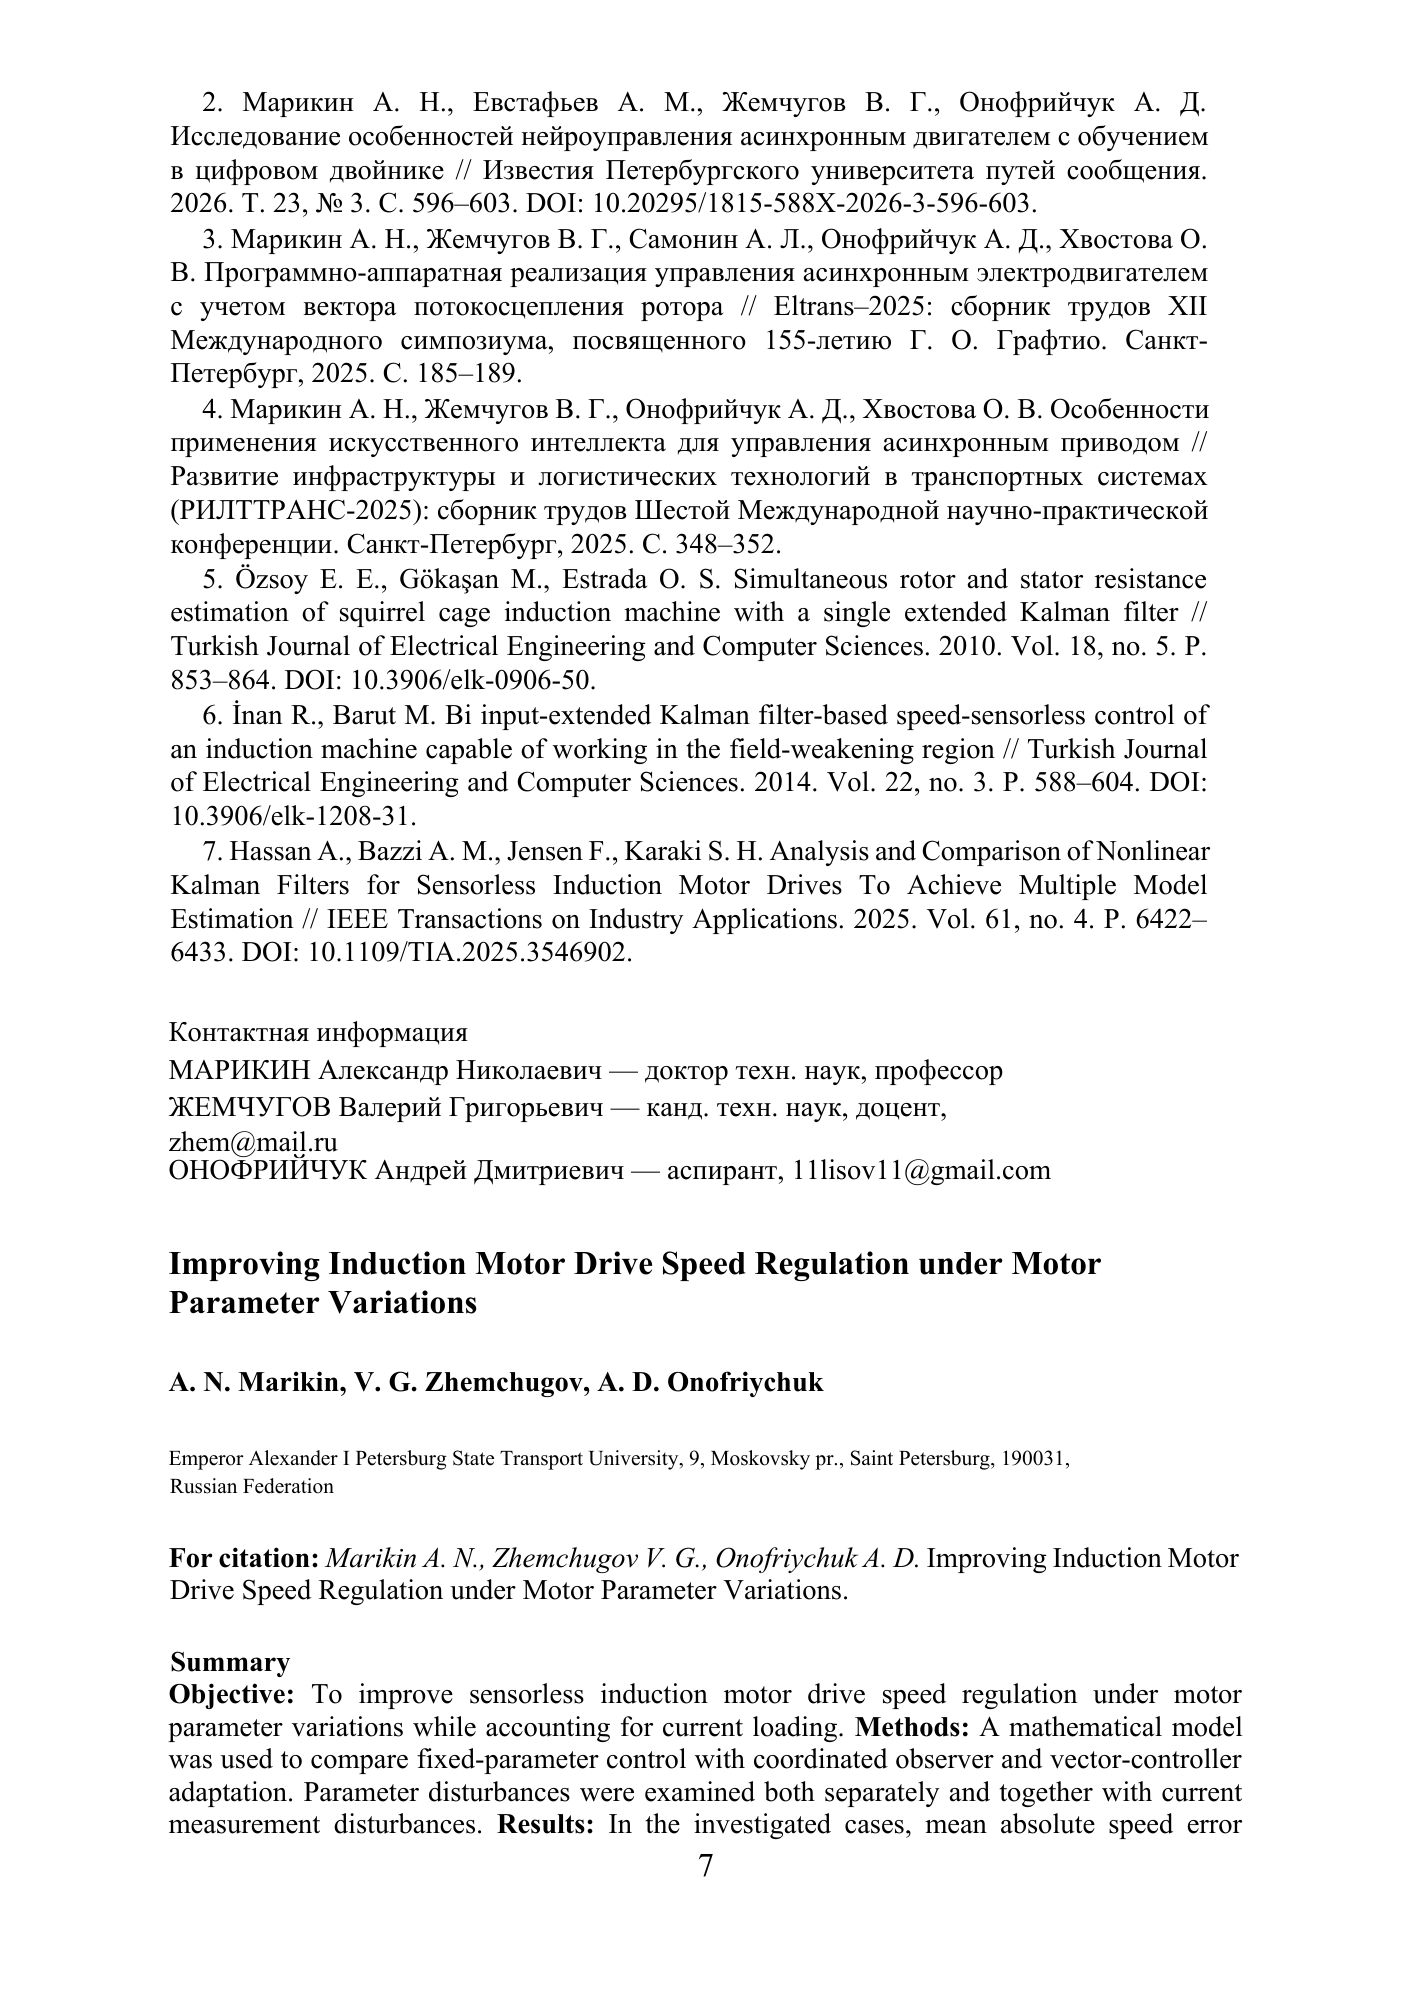 2. Марикин А. Н., Евстафьев А. М., Жемчугов В. Г., Онофрийчук А. Д.
Исследование особенностей нейроуправления асинхронным двигателем с обучением
в цифровом двойнике // Известия Петербургского университета путей сообщения.
2026. Т. 23, № 3. С. 596–603. DOI: 10.20295/1815-588X-2026-3-596-603.
3. Марикин А. Н., Жемчугов В. Г., Самонин А. Л., Онофрийчук А. Д., Хвостова О.
В. Программно-аппаратная реализация управления асинхронным электродвигателем
с учетом вектора потокосцепления ротора // Eltrans–2025: сборник трудов XII
Международного симпозиума, посвященного 155-летию Г. О. Графтио. Санкт-
Петербург, 2025. С. 185–189.
4. Марикин А. Н., Жемчугов В. Г., Онофрийчук А. Д., Хвостова О. В. Особенности
применения искусственного интеллекта для управления асинхронным приводом //
Развитие инфраструктуры и логистических технологий в транспортных системах
(РИЛТТРАНС-2025): сборник трудов Шестой Международной научно-практической
конференции. Санкт-Петербург, 2025. С. 348–352.
5. Özsoy E. E., Gökaşan M., Estrada O. S. Simultaneous rotor and stator resistance
estimation of squirrel cage induction machine with a single extended Kalman filter //
Turkish Journal of Electrical Engineering and Computer Sciences. 2010. Vol. 18, no. 5. P.
853–864. DOI: 10.3906/elk-0906-50.
6. İnan R., Barut M. Bi input-extended Kalman filter-based speed-sensorless control of
an induction machine capable of working in the field-weakening region // Turkish Journal
of Electrical Engineering and Computer Sciences. 2014. Vol. 22, no. 3. P. 588–604. DOI:
10.3906/elk-1208-31.
7. Hassan A., Bazzi A. M., Jensen F., Karaki S. H. Analysis and Comparison of Nonlinear
Kalman Filters for Sensorless Induction Motor Drives To Achieve Multiple Model
Estimation // IEEE Transactions on Industry Applications. 2025. Vol. 61, no. 4. P. 6422–
6433. DOI: 10.1109/TIA.2025.3546902.
Контактная информация
МАРИКИН Александр Николаевич — доктор техн. наук, профессор
ЖЕМЧУГОВ Валерий Григорьевич — канд. техн. наук, доцент,
zhem@mail.ru
ОНОФРИЙЧУК Андрей Дмитриевич — аспирант, 11lisov11@gmail.com
Improving Induction Motor Drive Speed Regulation under Motor
Parameter Variations
A. N. Marikin, V. G. Zhemchugov, A. D. Onofriychuk
Emperor Alexander I Petersburg State Transport University, 9, Moskovsky pr., Saint Petersburg, 190031,
Russian Federation
For citation: Marikin A. N., Zhemchugov V. G., Onofriychuk A. D. Improving Induction Motor
Drive Speed Regulation under Motor Parameter Variations.
Summary
Objective: To improve sensorless induction motor drive speed regulation under motor
parameter variations while accounting for current loading. Methods: A mathematical model
was used to compare fixed-parameter control with coordinated observer and vector-controller
adaptation. Parameter disturbances were examined both separately and together with current
measurement disturbances. Results: In the investigated cases, mean absolute speed error
7